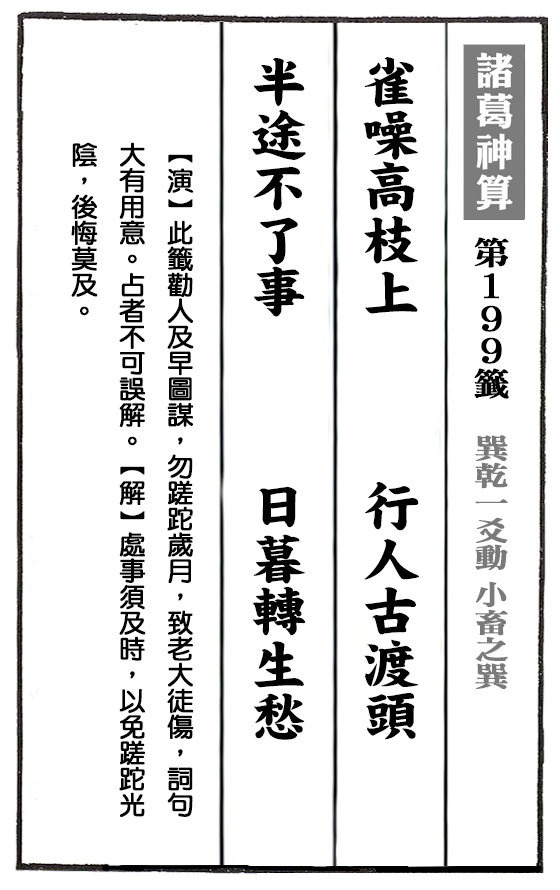 諸葛神算 第199籤 巽乾一爻動 小畜之巽
雀噪高枝上 行人古渡頭
半途不了事 日暮轉生愁
【演】此籤勸人及早圖謀，勿蹉跎歲月，致老大徒傷，詞句
大有用意。占者不可誤解。【解】處事須及時，以免蹉跎光
陰，後悔莫及。